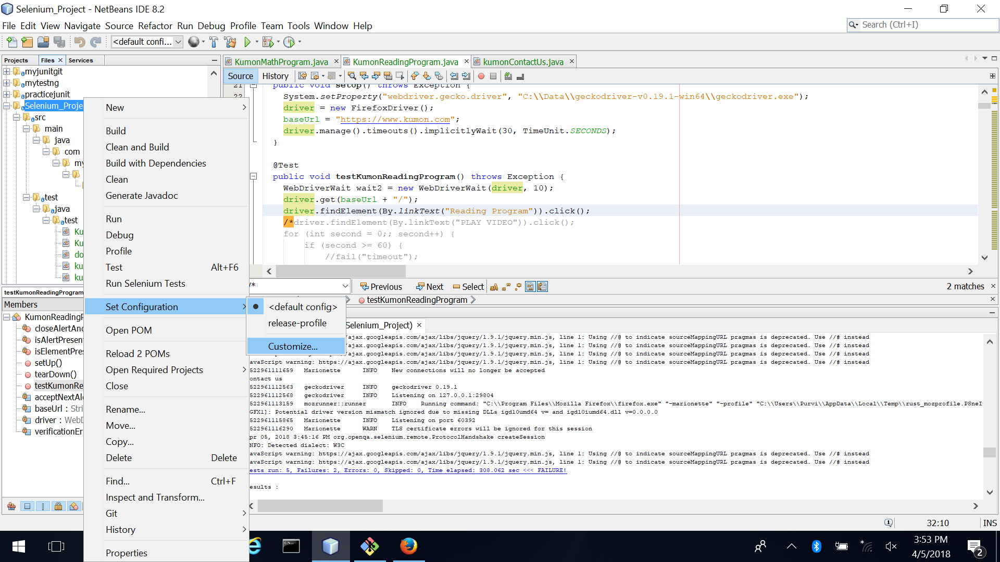 Selenium_Project - NetBeans IDE 8.2
File Edit View Navigate Source Refactor Run Debug Profile Team Tools Window Help
Search (Ctrl+I)
<default confi...
Projects Files Services
KumonMathProgram.java KumonReadingProgram.java kumonContactUs.java
Source History
myjunitgit
mytestng
practicejunit
Selenium_Proje
src
main
java
com
my
test
java
test
Ku
Ku
do
ku
ku
21 public void setUp() throws Exception {
22 System.setProperty("webdriver.gecko.driver", "C:\\Data\\geckodriver-v0.19.1-win64\\geckodriver.exe");
driver = new FirefoxDriver();
baseUrl = "https://www.kumon.com";
driver.manage().timeouts().implicitlyWait(30, TimeUnit.SECONDS);
}
@Test
public void testKumonReadingProgram() throws Exception {
WebDriverWait wait2 = new WebDriverWait(driver, 10);
driver.get(baseUrl + "/");
driver.findElement(By.linkText("Reading Program")).click();
/*driver.findElement(By.linkText("PLAY VIDEO")).click();
for (int second = 0;; second++) {
if (second >= 60) {
//fail("timeout");
/* Previous Next Select 2 matches
testKumonReadingProgram
New
Build
Clean and Build
Build with Dependencies
Clean
Generate Javadoc
Run
Debug
Profile
Test Alt+F6
Run Selenium Tests
Set Configuration
Open POM
Reload 2 POMs
Open Required Projects
Close
Rename...
Move...
Copy...
Delete Delete
Find... Ctrl+F
Inspect and Transform...
Git
History
Properties
<default config>
release-profile
Customize...
testKumonReadingProgram
Members
KumonReadingP
closeAlertAnd
isAlertPresent
isElementPres
setUp()
tearDown()
testKumonRe
acceptNextAle
baseUrl : Stri
driver : WebD
verificationErr
Selenium_Project)
/ajax.googleapis.com/ajax/libs/jquery/1.9.1/jquery.min.js, line 1: Using //@ to indicate sourceMappingURL pragmas is deprecated. Use //# instead
/ajax.googleapis.com/ajax/libs/jquery/1.9.1/jquery.min.js, line 1: Using //@ to indicate sourceMappingURL pragmas is deprecated. Use //# instead
/ajax.googleapis.com/ajax/libs/jquery/1.9.1/jquery.min.js, line 1: Using //@ to indicate sourceMappingURL pragmas is deprecated. Use //# instead
avaScript warning: https://ajax.googleapis.com/ajax/libs/jquery/1.9.1/jquery.min.js, line 1: Using //@ to indicate sourceMappingURL pragmas is deprecated. Use //# instead
522961111659 Marionette INFO New connections will no longer be accepted
ontact us
522961112563 geckodriver INFO geckodriver 0.19.1
522961112568 geckodriver INFO Listening on 127.0.0.1:29804
522961113159 mozrunner::runner INFO Running command: "C:\\Program Files\\Mozilla Firefox\\firefox.exe" "-marionette" "-profile" "C:\\Users\\Purvi\\AppData\\Local\\Temp\\rust_mozprofile.PSneI
GFX1]: Potential driver version mismatch ignored due to missing DLLs igd10umd64 v= and igd10iumd64.dll v=0.0.0.0
522961115865 Marionette INFO Listening on port 60392
522961116290 Marionette WARN TLS certificate errors will be ignored for this session
pr 05, 2018 3:45:16 PM org.openqa.selenium.remote.ProtocolHandshake createSession
NFO: Detected dialect: W3C
avaScript warning: https://ajax.googleapis.com/ajax/libs/jquery/1.9.1/jquery.min.js, line 1: Using //@ to indicate sourceMappingURL pragmas is deprecated. Use //# instead
avaScript warning: https://ajax.googleapis.com/ajax/libs/jquery/1.9.1/jquery.min.js, line 1: Using //@ to indicate sourceMappingURL pragmas is deprecated. Use //# instead
ests run: 5, Failures: 2, Errors: 0, Skipped: 0, Time elapsed: 308.062 sec <<< FAILURE!
esults :
32:10 INS
3:53 PM
4/5/2018
2